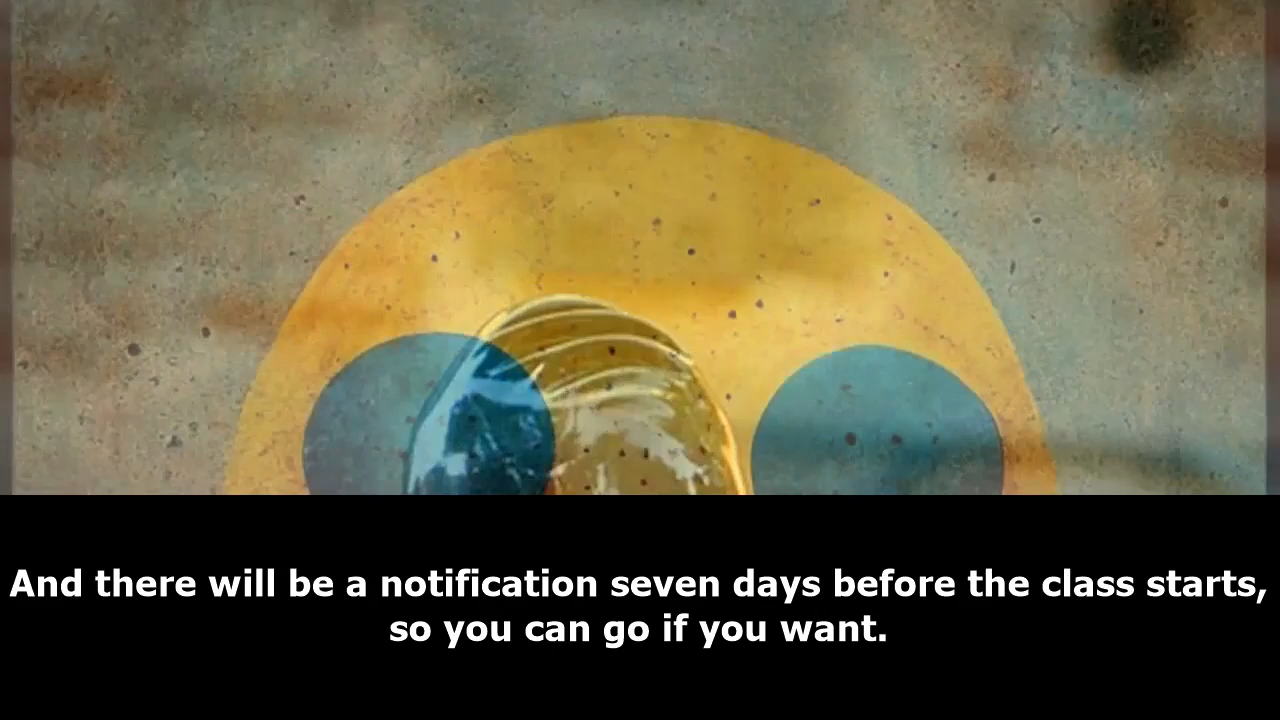 And there will be a notification seven days before the class starts,
so you can go if you want.